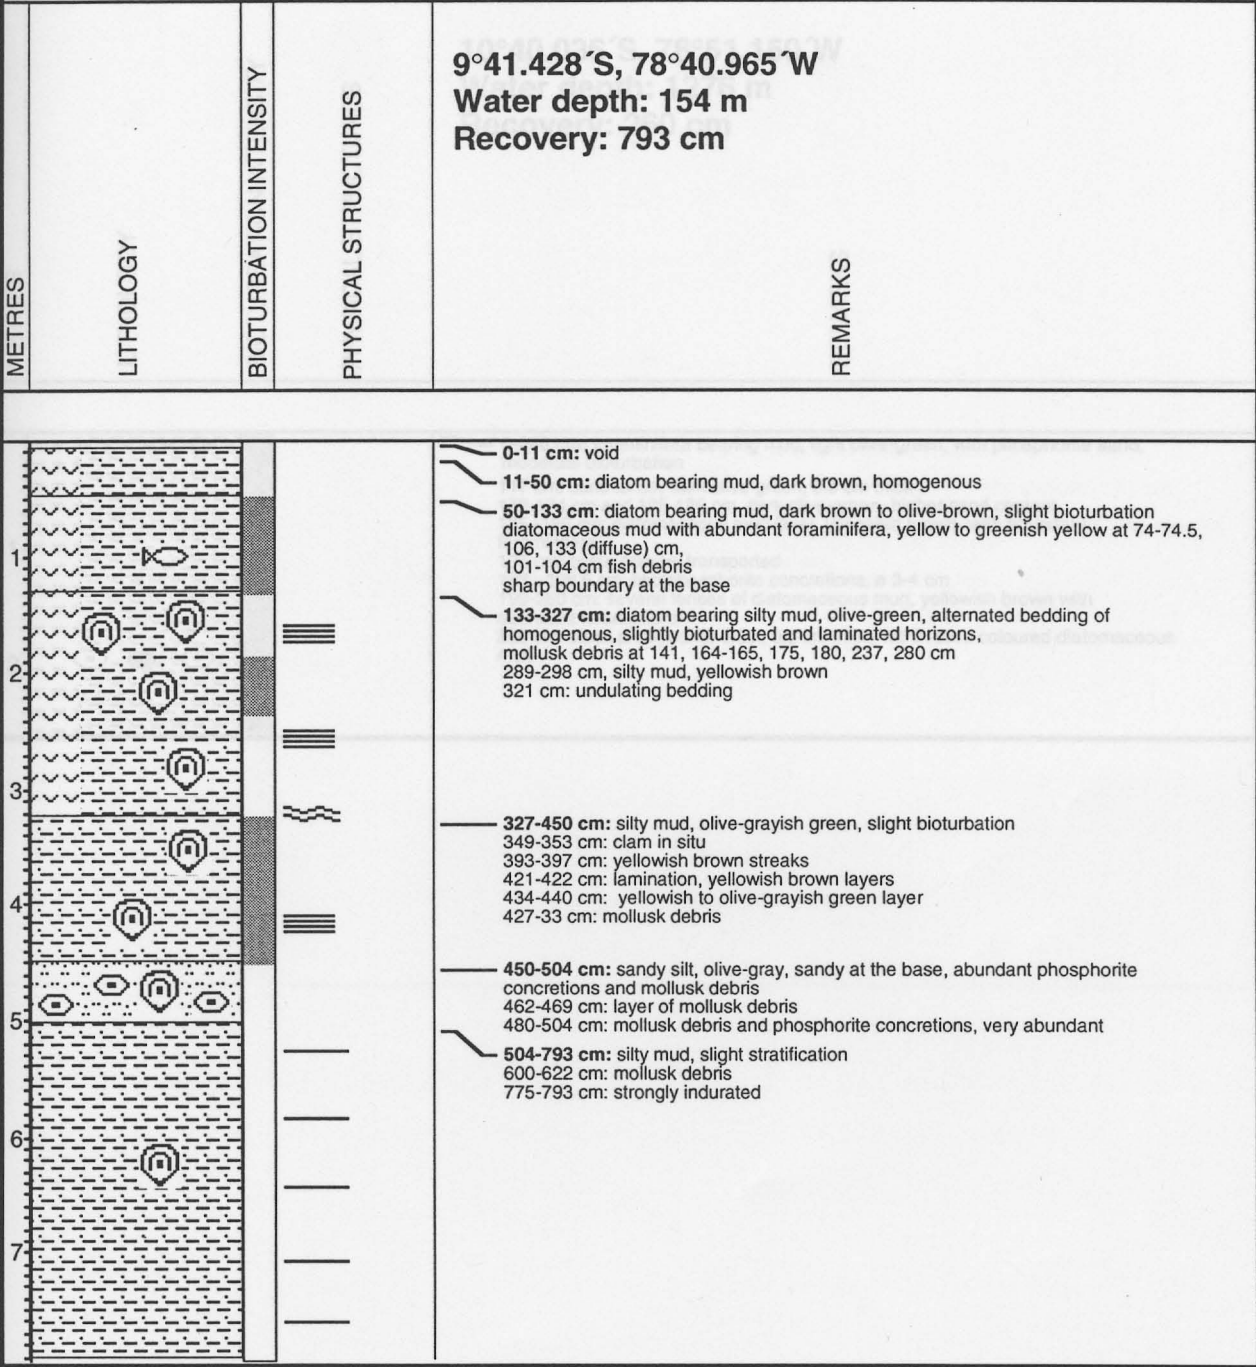 9°41.428´S, 78°40.965´W
Water depth: 154 m
Recovery: 793 cm
METRES
LITHOLOGY
BIOTURBATION INTENSITY
PHYSICAL STRUCTURES
REMARKS
0-11 cm: void
11-50 cm: diatom bearing mud, dark brown, homogenous
50-133 cm: diatom bearing mud, dark brown to olive-brown, slight bioturbation
diatomaceous mud with abundant foraminifera, yellow to greenish yellow at 74-74.5,
106, 133 (diffuse) cm,
101-104 cm fish debris
sharp boundary at the base
133-327 cm: diatom bearing silty mud, olive-green, alternated bedding of
homogenous, slightly bioturbated and laminated horizons,
mollusk debris at 141, 164-165, 175, 180, 237, 280 cm
289-298 cm, silty mud, yellowish brown
321 cm: undulating bedding
327-450 cm: silty mud, olive-grayish green, slight bioturbation
349-353 cm: clam in situ
393-397 cm: yellowish brown streaks
421-422 cm: lamination, yellowish brown layers
434-440 cm: yellowish to olive-grayish green layer
427-33 cm: mollusk debris
450-504 cm: sandy silt, olive-gray, sandy at the base, abundant phosphorite
concretions and mollusk debris
462-469 cm: layer of mollusk debris
480-504 cm: mollusk debris and phosphorite concretions, very abundant
504-793 cm: silty mud, slight stratification
600-622 cm: mollusk debris
775-793 cm: strongly indurated
1
2
3
4
5
6
7